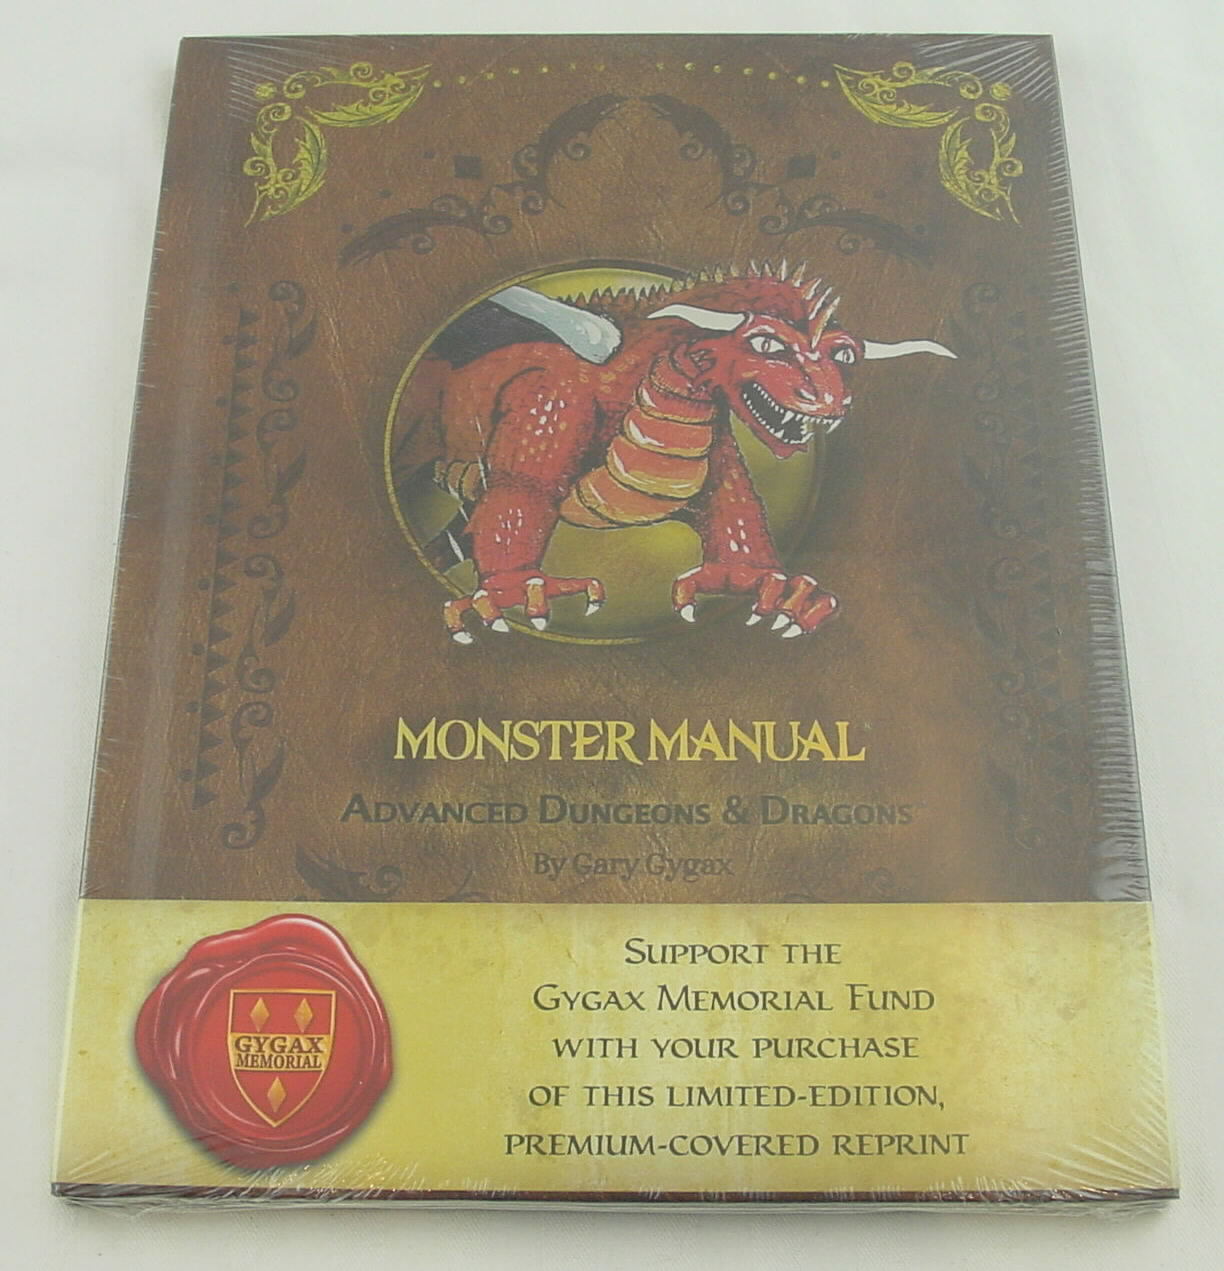 MONSTER MANUAL
ADVANCED DUNGEONS & DRAGONS
By Gary Gygax
GYGAX
MEMORIAL
SUPPORT THE
GYGAX MEMORIAL FUND
WITH YOUR PURCHASE
OF THIS LIMITED-EDITION,
PREMIUM-COVERED REPRINT